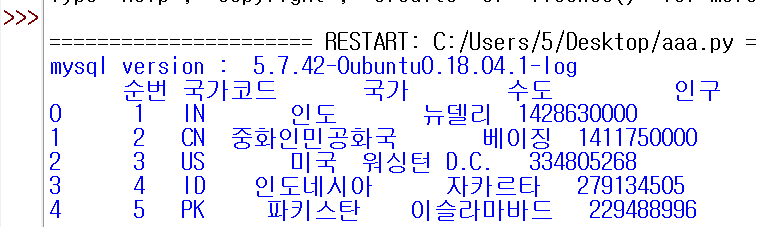 >>>
====================== RESTART: C:/Users/5/Desktop/aaa.py =
mysql version :  5.7.42-0ubuntu0.18.04.1-log
순번 국가코드 국가 수도 인구
0 1 IN 인도 뉴델리 1428630000
1 2 CN 중화인민공화국 베이징 1411750000
2 3 US 미국 워싱턴 D.C. 334805268
3 4 ID 인도네시아 자카르타 279134505
4 5 PK 파키스탄 이슬라마바드 229488996